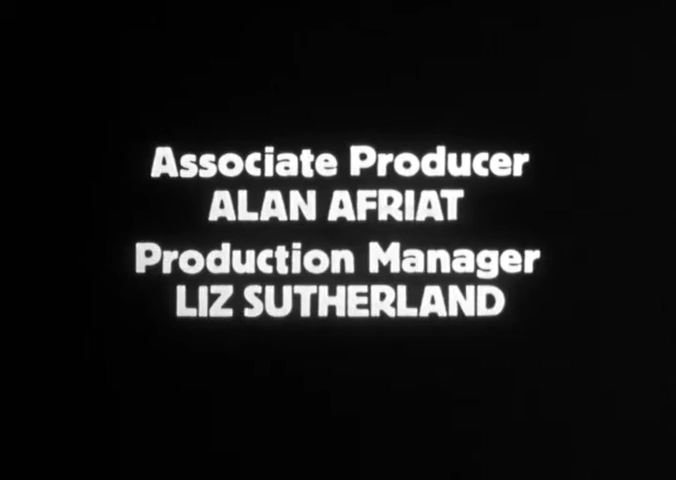 Associate Producer
ALAN AFRIAT
Production Manager
LIZ SUTHERLAND